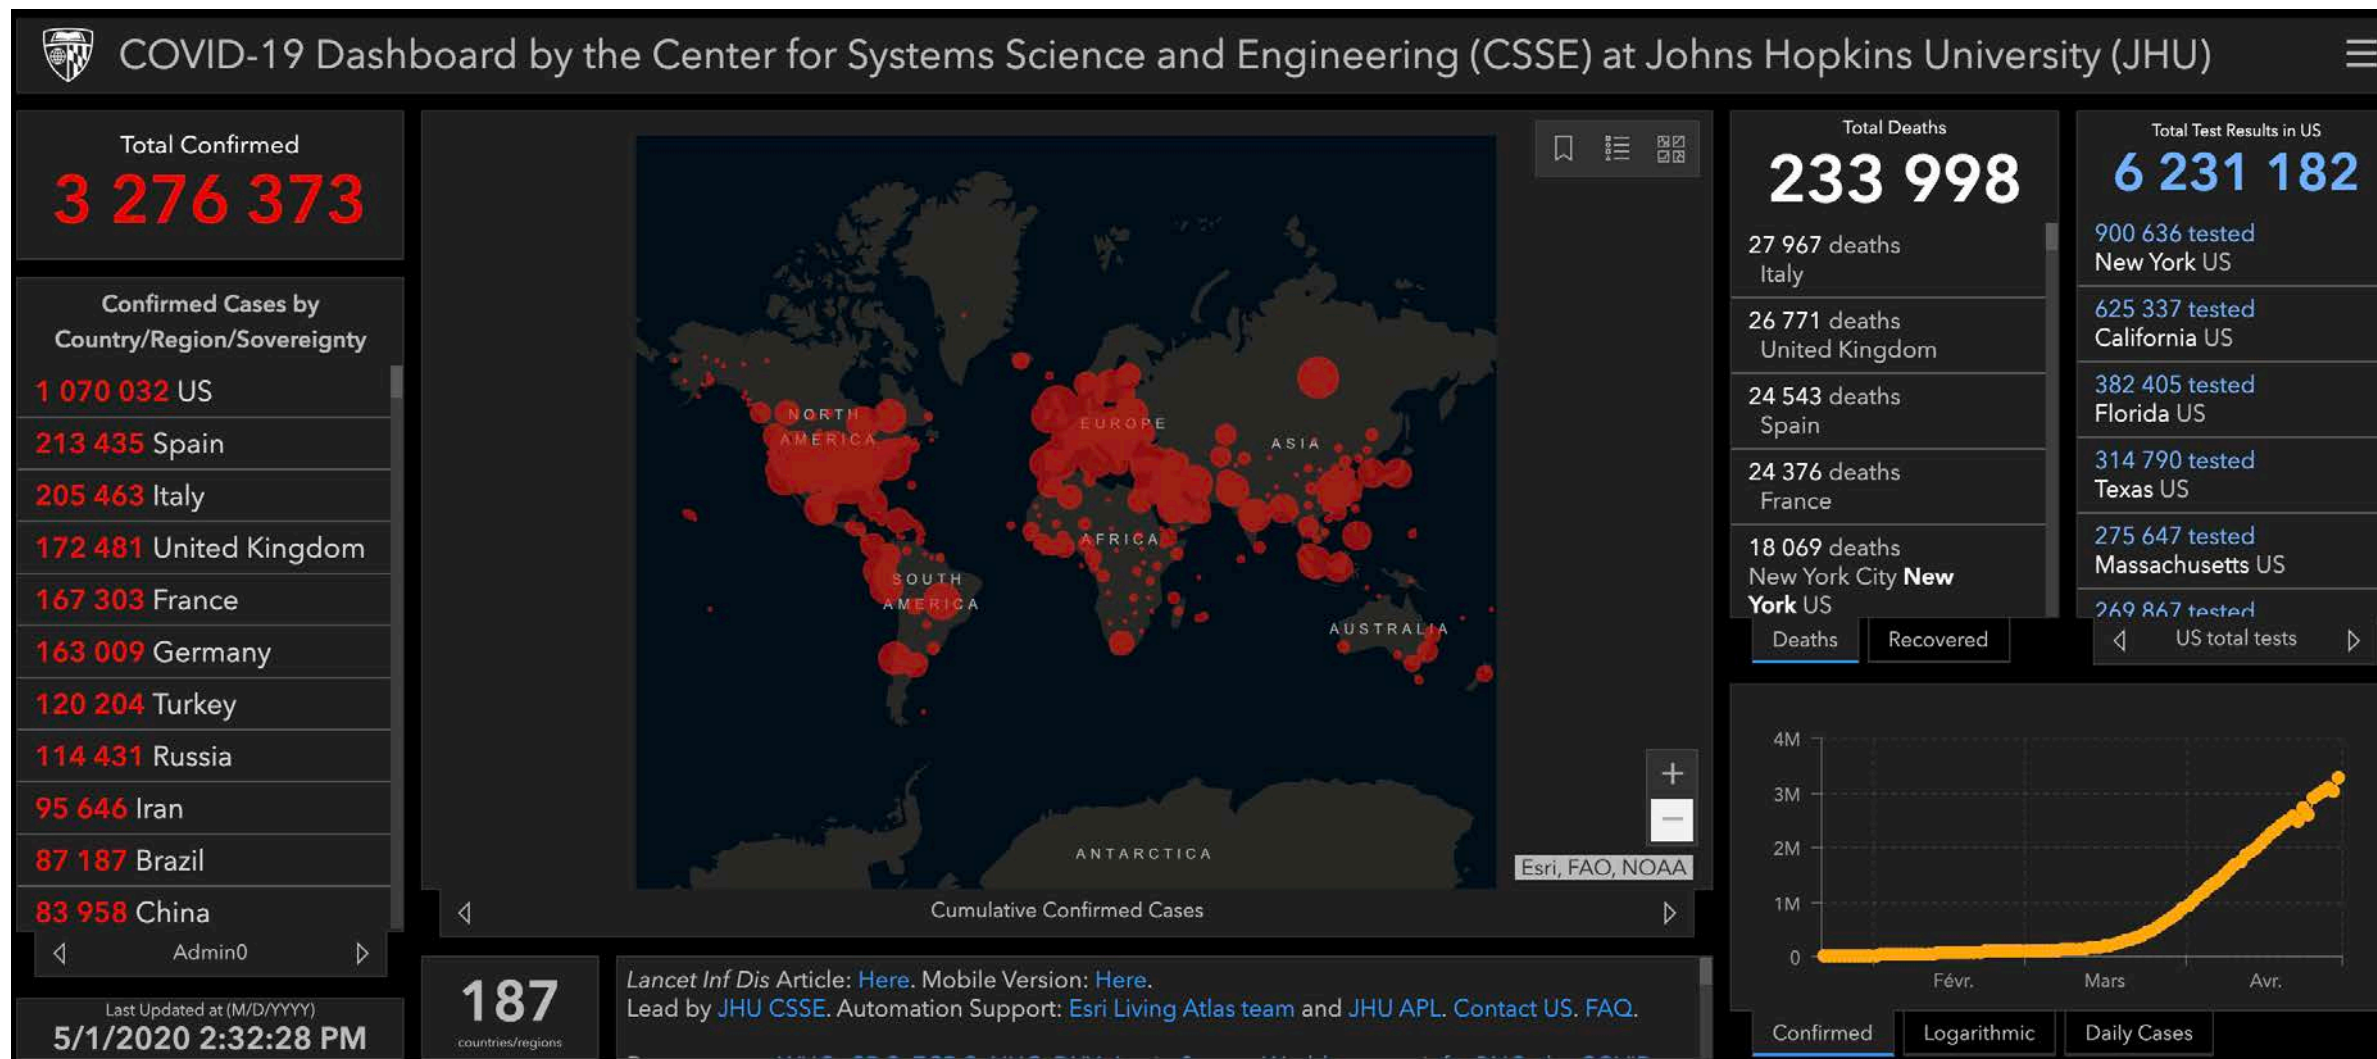 COVID-19 Dashboard by the Center for Systems Science and Engineering (CSSE) at Johns Hopkins University (JHU)
Total Confirmed
3 276 373
Confirmed Cases by
Country/Region/Sovereignty
1 070 032 US
213 435 Spain
205 463 Italy
172 481 United Kingdom
167 303 France
163 009 Germany
120 204 Turkey
114 431 Russia
95 646 Iran
87 187 Brazil
83 958 China
Admin0
Last Updated at (M/D/YYYY)
5/1/2020 2:32:28 PM
NORTH
AMERICA
EUROPE
ASIA
AFRICA
SOUTH
AMERICA
AUSTRALIA
ANTARCTICA
+
−
Esri, FAO, NOAA
Cumulative Confirmed Cases
187
countries/regions
Lancet Inf Dis Article: Here. Mobile Version: Here.
Lead by JHU CSSE. Automation Support: Esri Living Atlas team and JHU APL. Contact US. FAQ.
Total Deaths
233 998
27 967 deaths
Italy
26 771 deaths
United Kingdom
24 543 deaths
Spain
24 376 deaths
France
18 069 deaths
New York City New
York US
Deaths
Recovered
Total Test Results in US
6 231 182
900 636 tested
New York US
625 337 tested
California US
382 405 tested
Florida US
314 790 tested
Texas US
275 647 tested
Massachusetts US
269 867 tested
US total tests
4M
3M
2M
1M
0
Févr.
Mars
Avr.
Confirmed
Logarithmic
Daily Cases